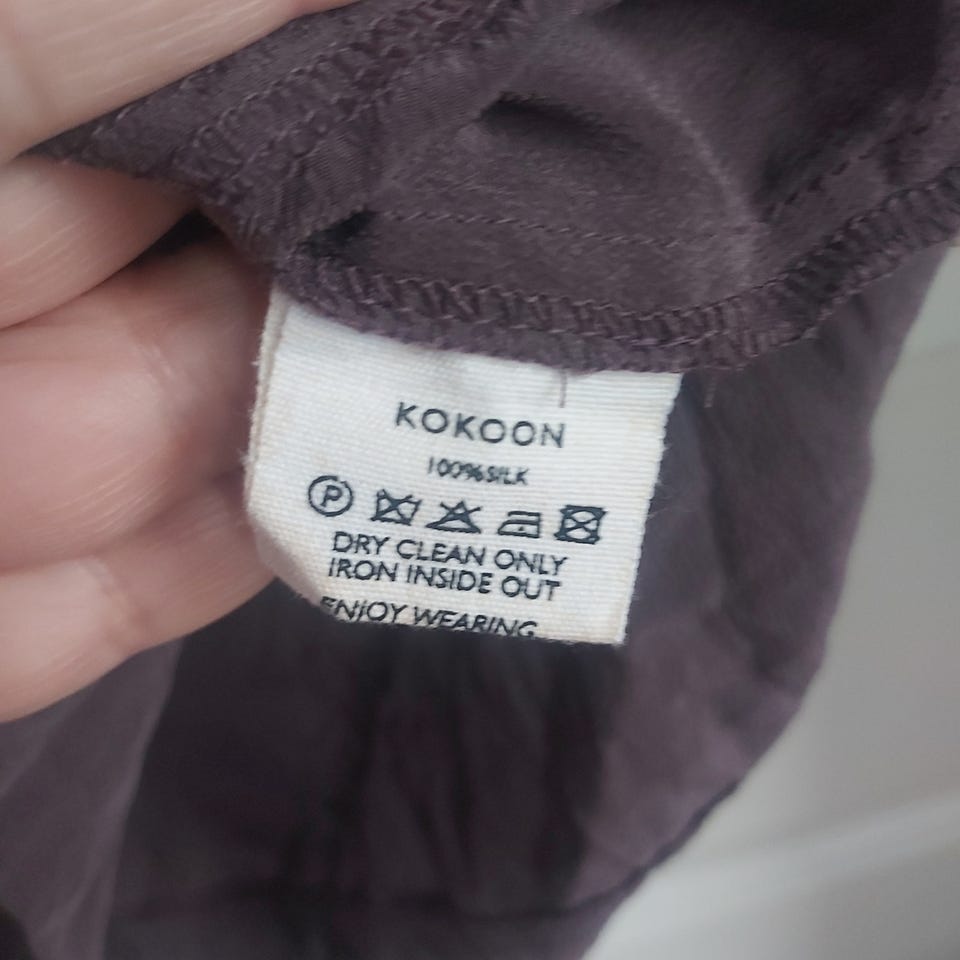 KOKOON
100%SILK
P
DRY CLEAN ONLY
IRON INSIDE OUT
ENJOY WEARING